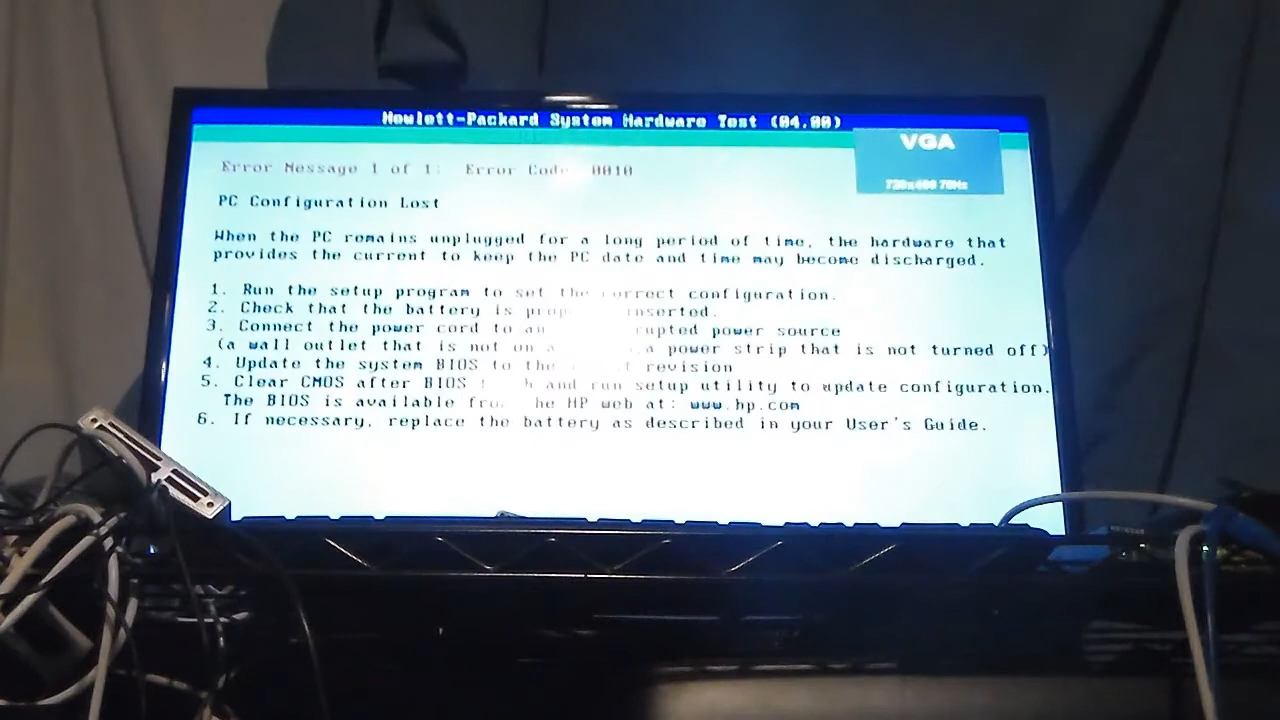 Hewlett-Packard System Hardware Test (04.00)
VGA
720x400 70Hz
Error Message 1 of 1: Error Code 0010
PC Configuration Lost
When the PC remains unplugged for a long period of time, the hardware that
provides the current to keep the PC date and time may become discharged.
1. Run the setup program to set the correct configuration.
2. Check that the battery is inserted.
3. Connect the power cord to an power source
(a wall outlet that is not on a power strip that is not turned off)
4. Update the system BIOS to the revision
5. Clear CMOS after BIOS and run setup utility to update configuration.
The BIOS is available from the HP web at: www.hp.com
6. If necessary, replace the battery as described in your User's Guide.